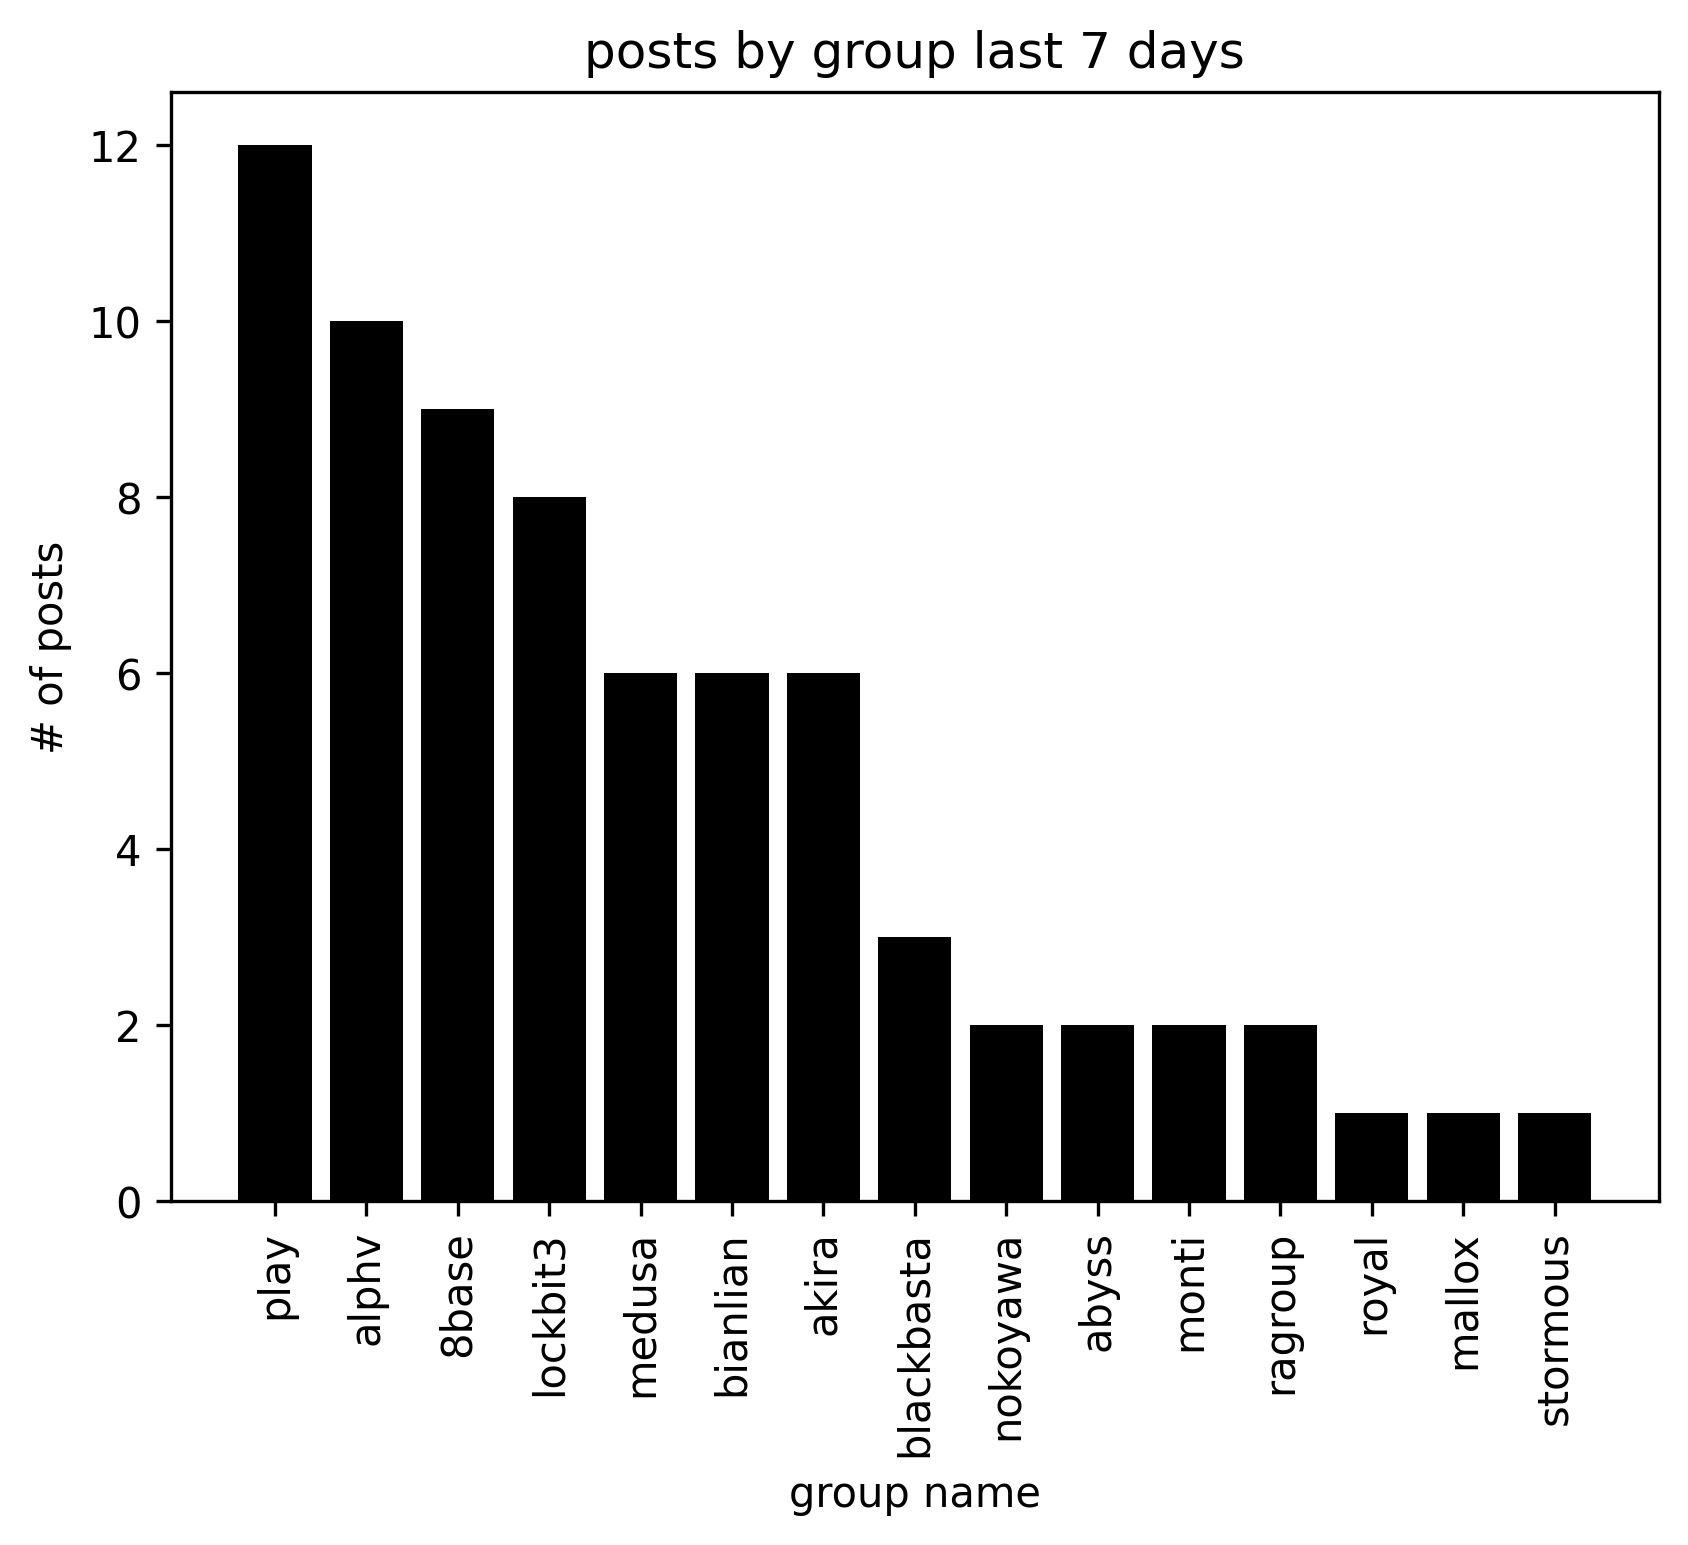 posts by group last 7 days
12
10
8
6
4
2
0
# of posts
play
alphv
8base
lockbit3
medusa
bianlian
akira
blackbasta
nokoyawa
abyss
monti
ragroup
royal
mallox
stormous
group name